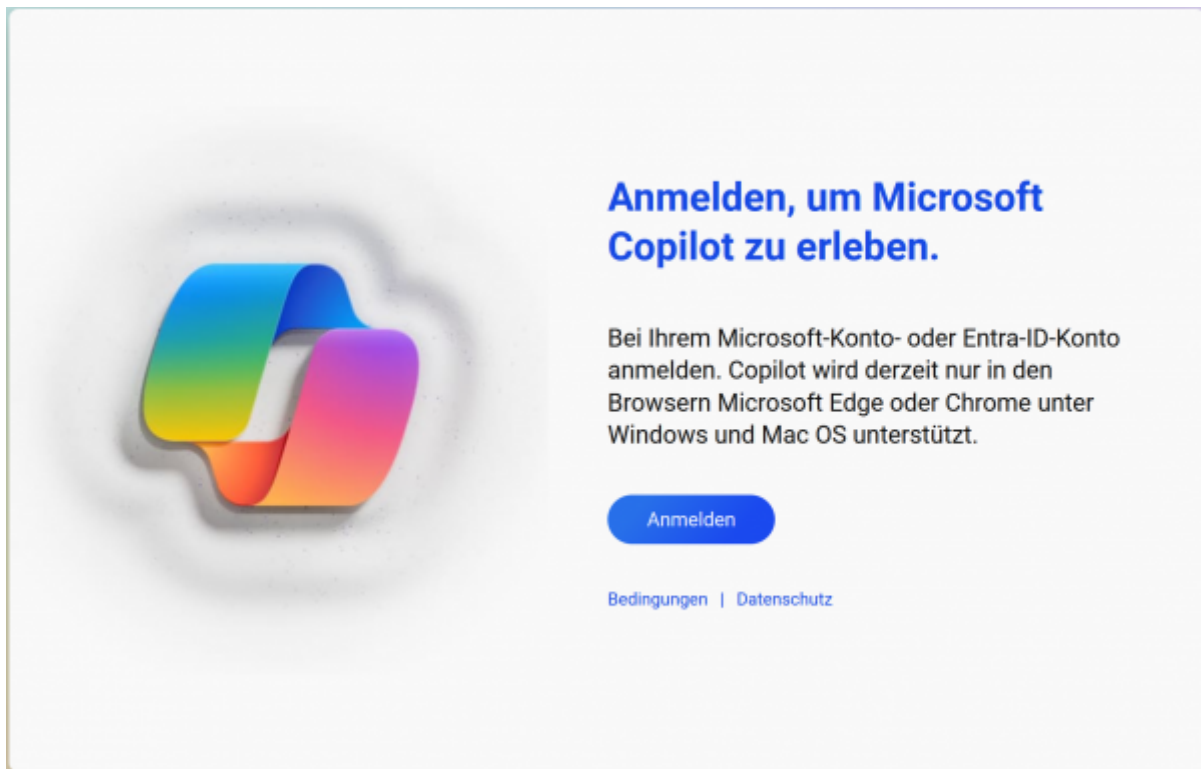 Anmelden, um Microsoft
Copilot zu erleben.
Bei Ihrem Microsoft-Konto- oder Entra-ID-Konto
anmelden. Copilot wird derzeit nur in den
Browsern Microsoft Edge oder Chrome unter
Windows und Mac OS unterstützt.
Anmelden
Bedingungen | Datenschutz